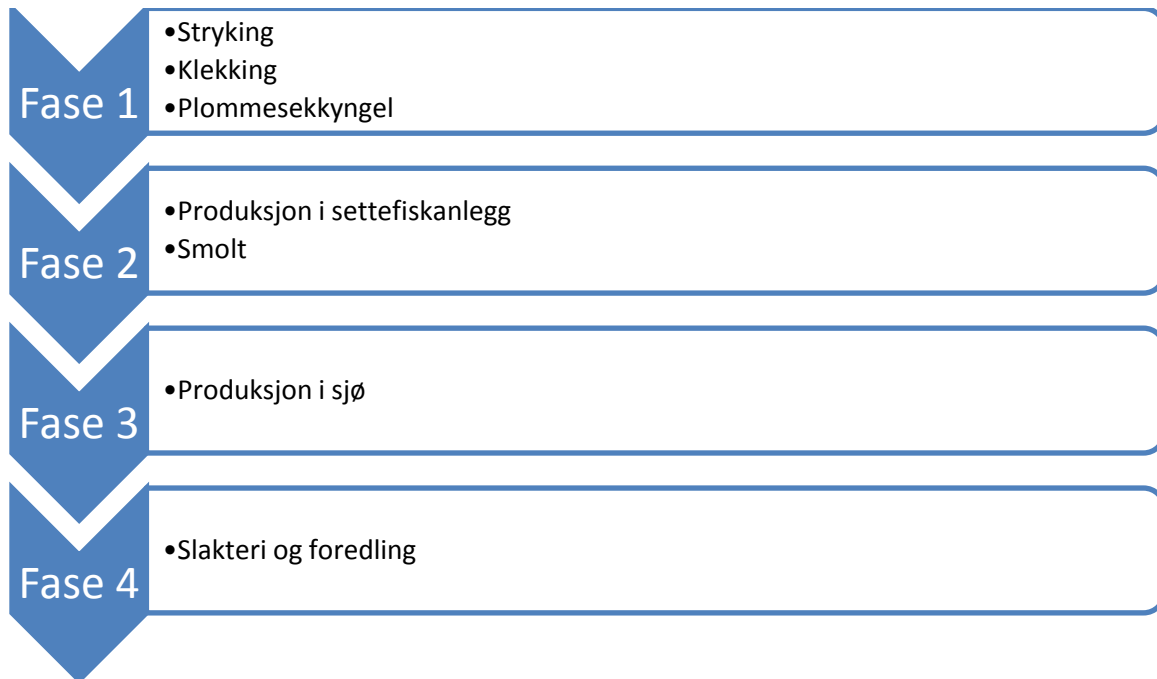 Fase 1
•Stryking
•Klekking
•Plommesekkyngel
Fase 2
•Produksjon i settefiskanlegg
•Smolt
Fase 3
•Produksjon i sjø
Fase 4
•Slakteri og foredling